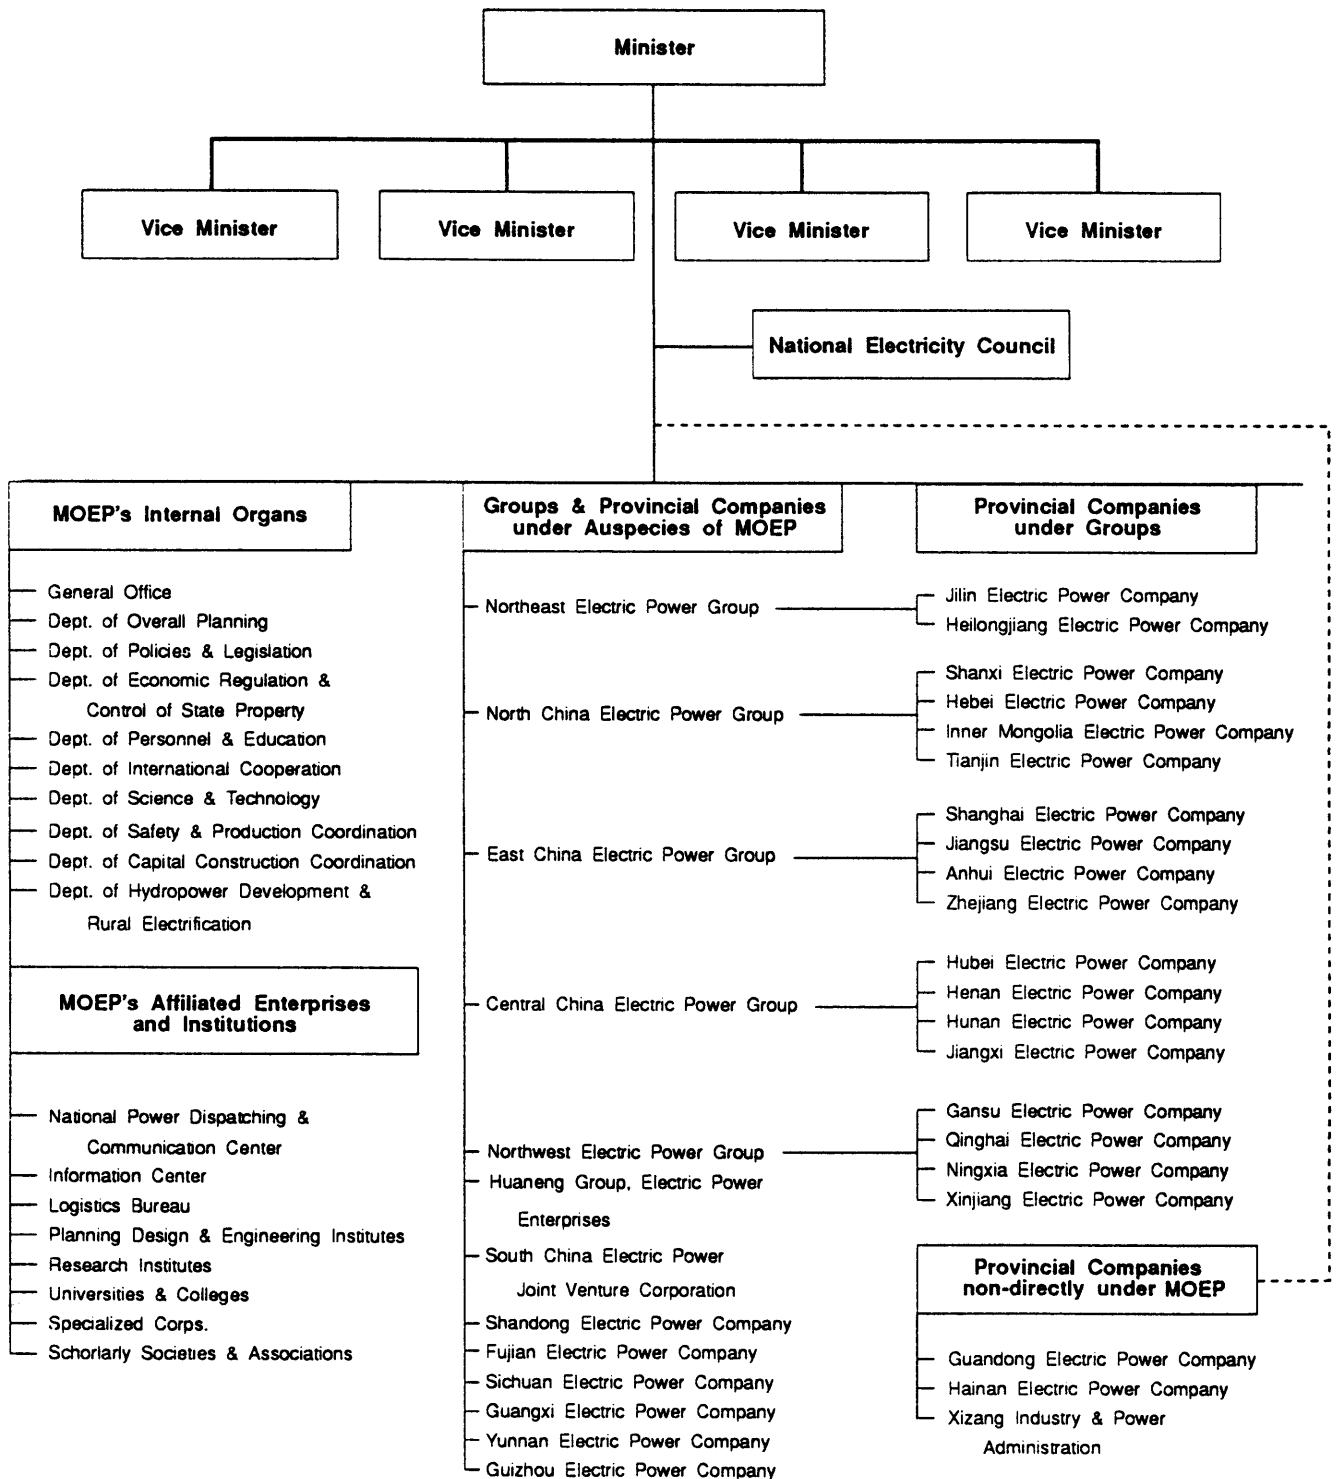 Minister
Vice Minister
Vice Minister
Vice Minister
Vice Minister
National Electricity Council
MOEP's Internal Organs
General Office
Dept. of Overall Planning
Dept. of Policies & Legislation
Dept. of Economic Regulation &
Control of State Property
Dept. of Personnel & Education
Dept. of International Cooperation
Dept. of Science & Technology
Dept. of Safety & Production Coordination
Dept. of Capital Construction Coordination
Dept. of Hydropower Development &
Rural Electrification
MOEP's Affiliated Enterprises
and Institutions
National Power Dispatching &
Communication Center
Information Center
Logistics Bureau
Planning Design & Engineering Institutes
Research Institutes
Universities & Colleges
Specialized Corps.
Schorlarly Societies & Associations
Groups & Provincial Companies
under Auspecies of MOEP
Northeast Electric Power Group
North China Electric Power Group
East China Electric Power Group
Central China Electric Power Group
Northwest Electric Power Group
Huaneng Group, Electric Power
Enterprises
South China Electric Power
Joint Venture Corporation
Shandong Electric Power Company
Fujian Electric Power Company
Sichuan Electric Power Company
Guangxi Electric Power Company
Yunnan Electric Power Company
Guizhou Electric Power Company
Provincial Companies
under Groups
Jilin Electric Power Company
Heilongjiang Electric Power Company
Shanxi Electric Power Company
Hebei Electric Power Company
Inner Mongolia Electric Power Company
Tianjin Electric Power Company
Shanghai Electric Power Company
Jiangsu Electric Power Company
Anhui Electric Power Company
Zhejiang Electric Power Company
Hubei Electric Power Company
Henan Electric Power Company
Hunan Electric Power Company
Jiangxi Electric Power Company
Gansu Electric Power Company
Qinghai Electric Power Company
Ningxia Electric Power Company
Xinjiang Electric Power Company
Provincial Companies
non-directly under MOEP
Guandong Electric Power Company
Hainan Electric Power Company
Xizang Industry & Power
Administration